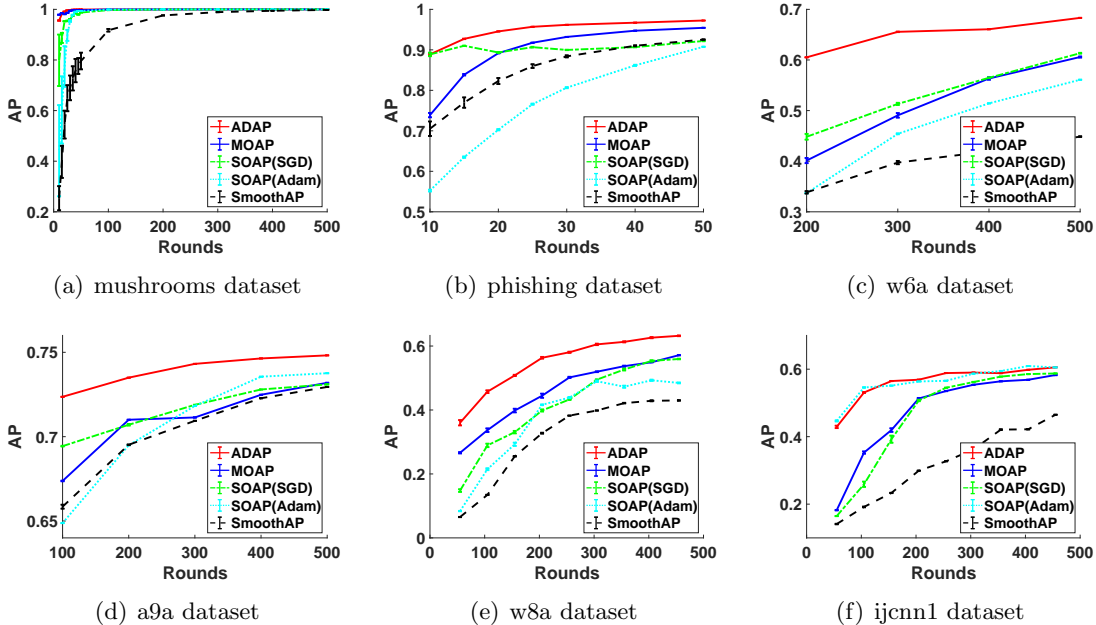 AP
1
0.8
0.6
0.4
0.2
0 100 200 300 400 500
Rounds
ADAP
MOAP
SOAP(SGD)
SOAP(Adam)
SmoothAP
(a) mushrooms dataset
AP
1
0.9
0.8
0.7
0.6
0.5
10 20 30 40 50
Rounds
ADAP
MOAP
SOAP(SGD)
SOAP(Adam)
SmoothAP
(b) phishing dataset
AP
0.7
0.6
0.5
0.4
0.3
200 300 400 500
Rounds
ADAP
MOAP
SOAP(SGD)
SOAP(Adam)
SmoothAP
(c) w6a dataset
AP
0.75
0.7
0.65
100 200 300 400 500
Rounds
ADAP
MOAP
SOAP(SGD)
SOAP(Adam)
SmoothAP
(d) a9a dataset
AP
0.6
0.4
0.2
0
0 100 200 300 400 500
Rounds
ADAP
MOAP
SOAP(SGD)
SOAP(Adam)
SmoothAP
(e) w8a dataset
AP
0.6
0.4
0.2
0 100 200 300 400 500
Rounds
ADAP
MOAP
SOAP(SGD)
SOAP(Adam)
SmoothAP
(f) ijcnn1 dataset